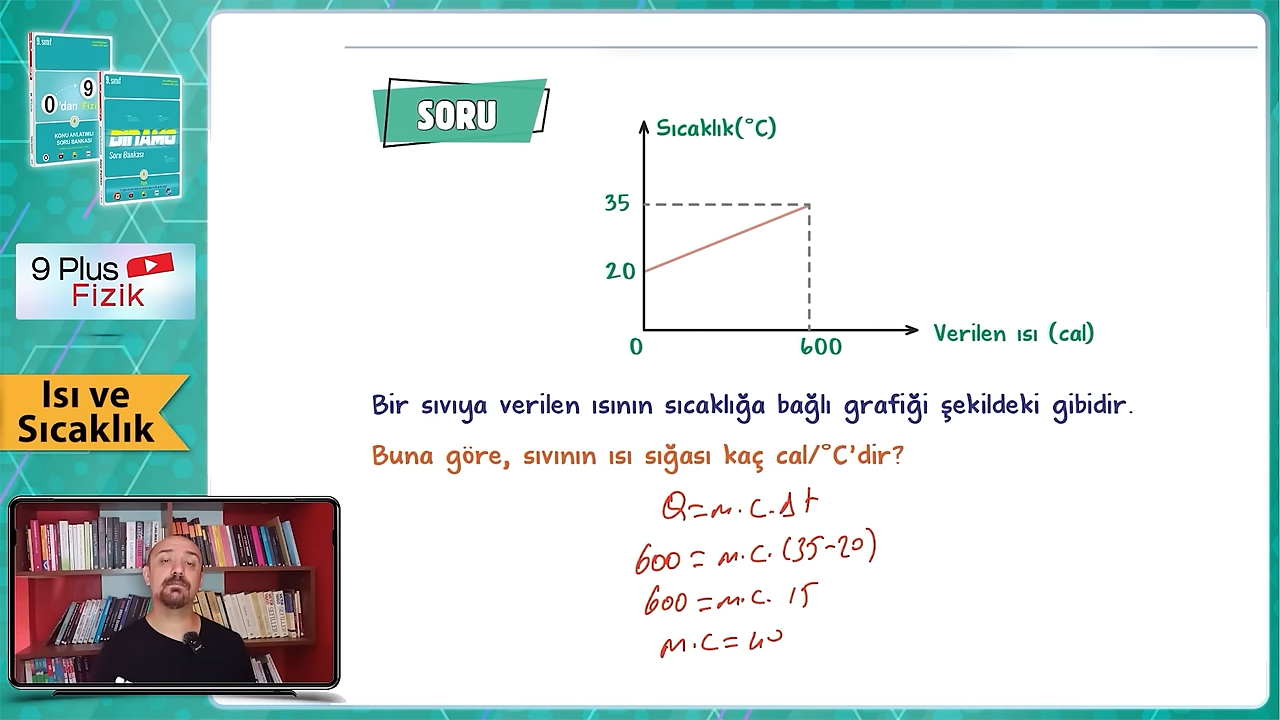 9.sınıf
0'dan 9 Fizik
KONU ANLATIMLI
SORU BANKASI
9.sınıf
DİNAMO
Soru Bankası
9 Plus
Fizik
Isı ve
Sıcaklık
SORU
Sıcaklık(°C)
35
20
0
600
Verilen ısı (cal)
Bir sıvıya verilen ısının sıcaklığa bağlı grafiği şekildeki gibidir.
Buna göre, sıvının ısı sığası kaç cal/°C'dir?
Q=m.c.Δt
600 = m.c.(35-20)
600 = m.c. 15
m.c = 40